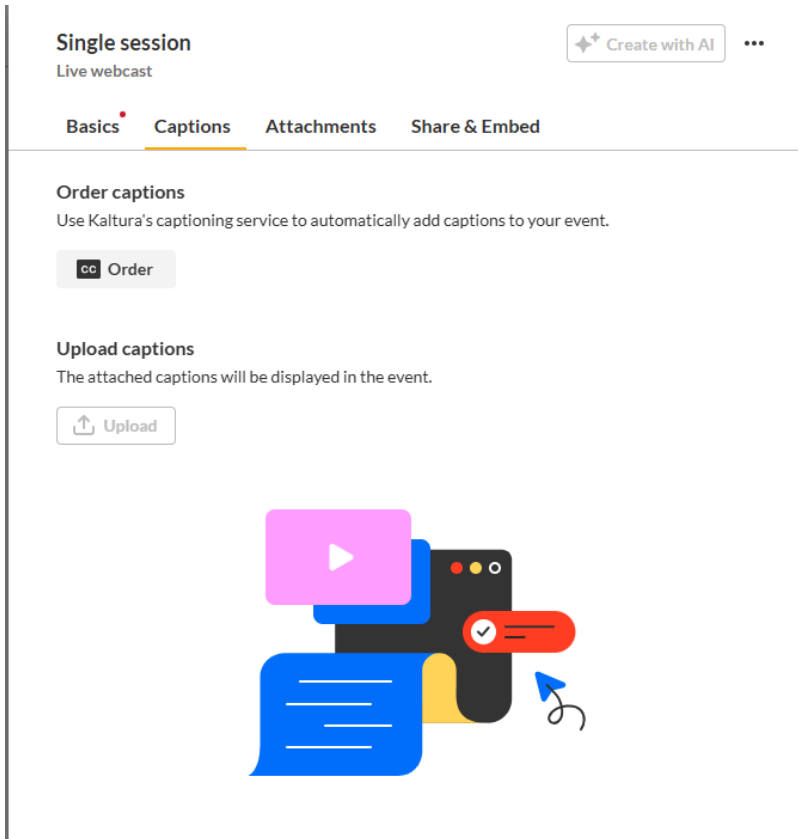 Single session
Create with AI
Live webcast
Basics Captions Attachments Share & Embed
Order captions
Use Kaltura's captioning service to automatically add captions to your event.
CC Order
Upload captions
The attached captions will be displayed in the event.
Upload